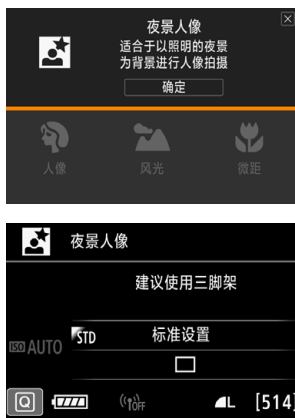 夜景人像
适合于以照明的夜景
为背景进行人像拍摄
确定
人像 风光 微距
夜景人像
建议使用三脚架
ISO AUTO STD 标准设置
Q OFF L [514]